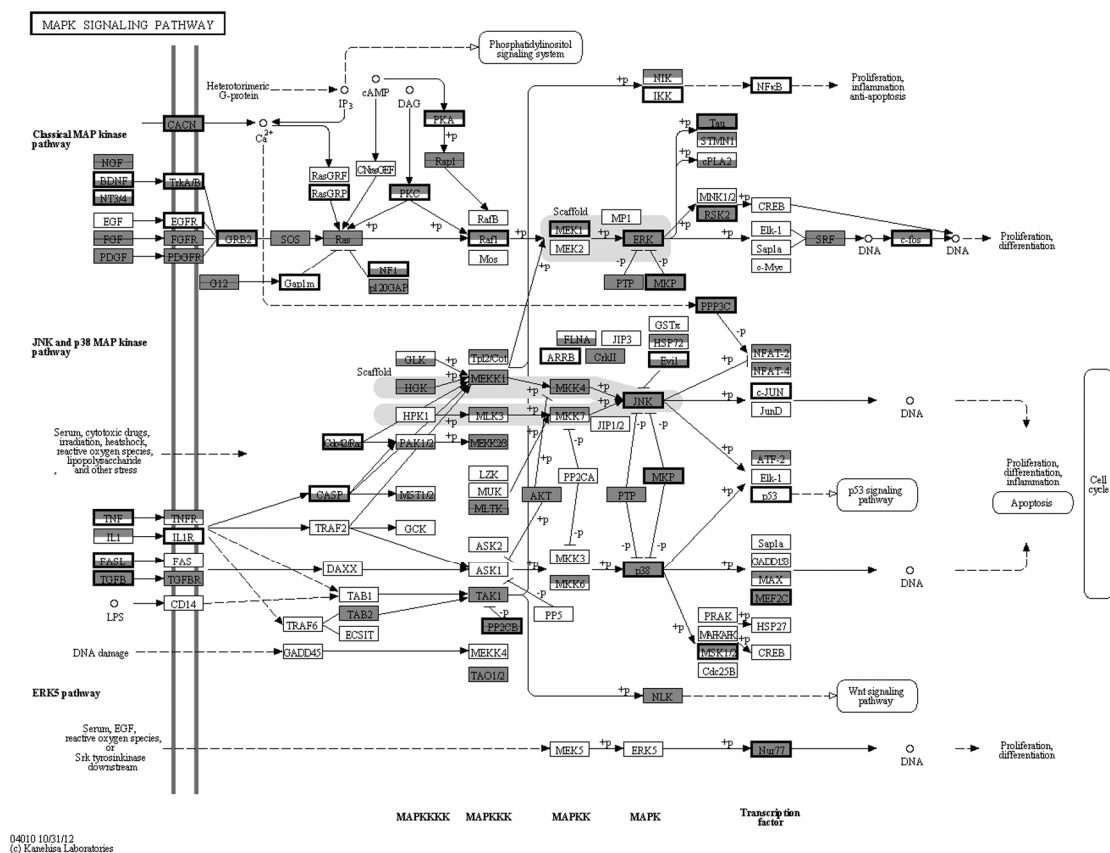 MAPK SIGNALING PATHWAY
Phosphatidylinositol
signaling system
Heterotrimeric
G-protein
IP3
cAMP
DAG
+p
NIK
IKK
NFκB
Proliferation,
inflammation
anti-apoptosis
CACN
Ca2+
PKA
+p
+p
Tau
STMN1
cPLA2
+p
Classical MAP kinase
pathway
NGF
BDNF
NT3/4
TrkA/B
RasGRF
RasGRP
CNrasGEF
PKC
Rap1
EGF
FGF
PDGF
EGFR
FGFR
PDGFR
GRB2
SOS
Ras
+p
+p
RafB
Raf1
Mos
+p
Scaffold
MP1
MEK1
MEK2
+p
ERK
+p
+p
MNK1/2
RSK2
+p
CREB
Elk-1
Sap1a
c-Myc
SRF
DNA
c-fos
DNA
Proliferation,
differentiation
G12
Gap1m
NF1
p120GAP
-p
-p
PTP
MKP
PPP3C
-p
JNK and p38 MAP kinase
pathway
Scaffold
GLK
HGK
HPK1
+p
+p
+p
Tpl2/Cot
MEKK1
MLK3
MEKK2/3
+p
FLNA
JIP3
ARRB
CrkII
GSTπ
HSP72
Evi1
MKK4
MKK7
+p
+p
JIP1/2
JNK
+p
NFAT-2
NFAT-4
c-JUN
JunD
DNA
Serum, cytotoxic drugs,
irradiation, heatshock,
reactive oxygen species,
lipopolysaccharide
and other stress
Cdc42/Rac
PAK1/2
+p
CASP
MST1/2
+p
LZK
MUK
MLTK
+p
AKT
+p
-p
PP2CA
-p
-p
-p
PTP
MKP
-p
-p
+p
+p
ATF-2
Elk-1
p53
p53 signaling
pathway
Proliferation,
differentiation,
inflammation
Apoptosis
Cell
cycle
TNF
IL1
FASL
TGFB
TNFR
IL1R
FAS
TGFBR
TRAF2
GCK
DAXX
ASK2
ASK1
+p
MKK3
MKK6
+p
p38
+p
Sap1a
GADD153
MAX
MEF2C
DNA
LPS
CD14
TAB1
TAB2
TRAF6
ECSIT
TAK1
-p
-p
PP5
PP2CB
+p
PRAK
MAPKAPK
MSK1/2
Cdc25B
+p
+p
HSP27
CREB
DNA damage
GADD45
MEKK4
TAO1/2
+p
NLK
Wnt signaling
pathway
ERK5 pathway
Serum, EGF,
reactive oxygen species,
or
Srk tyrosinkinase
downstream
MEK5
+p
ERK5
+p
Nur77
DNA
Proliferation,
differentiation
MAPKKKK
MAPKKK
MAPKK
MAPK
Transcription
factor
04010 10/31/12
(c) Kanehisa Laboratories